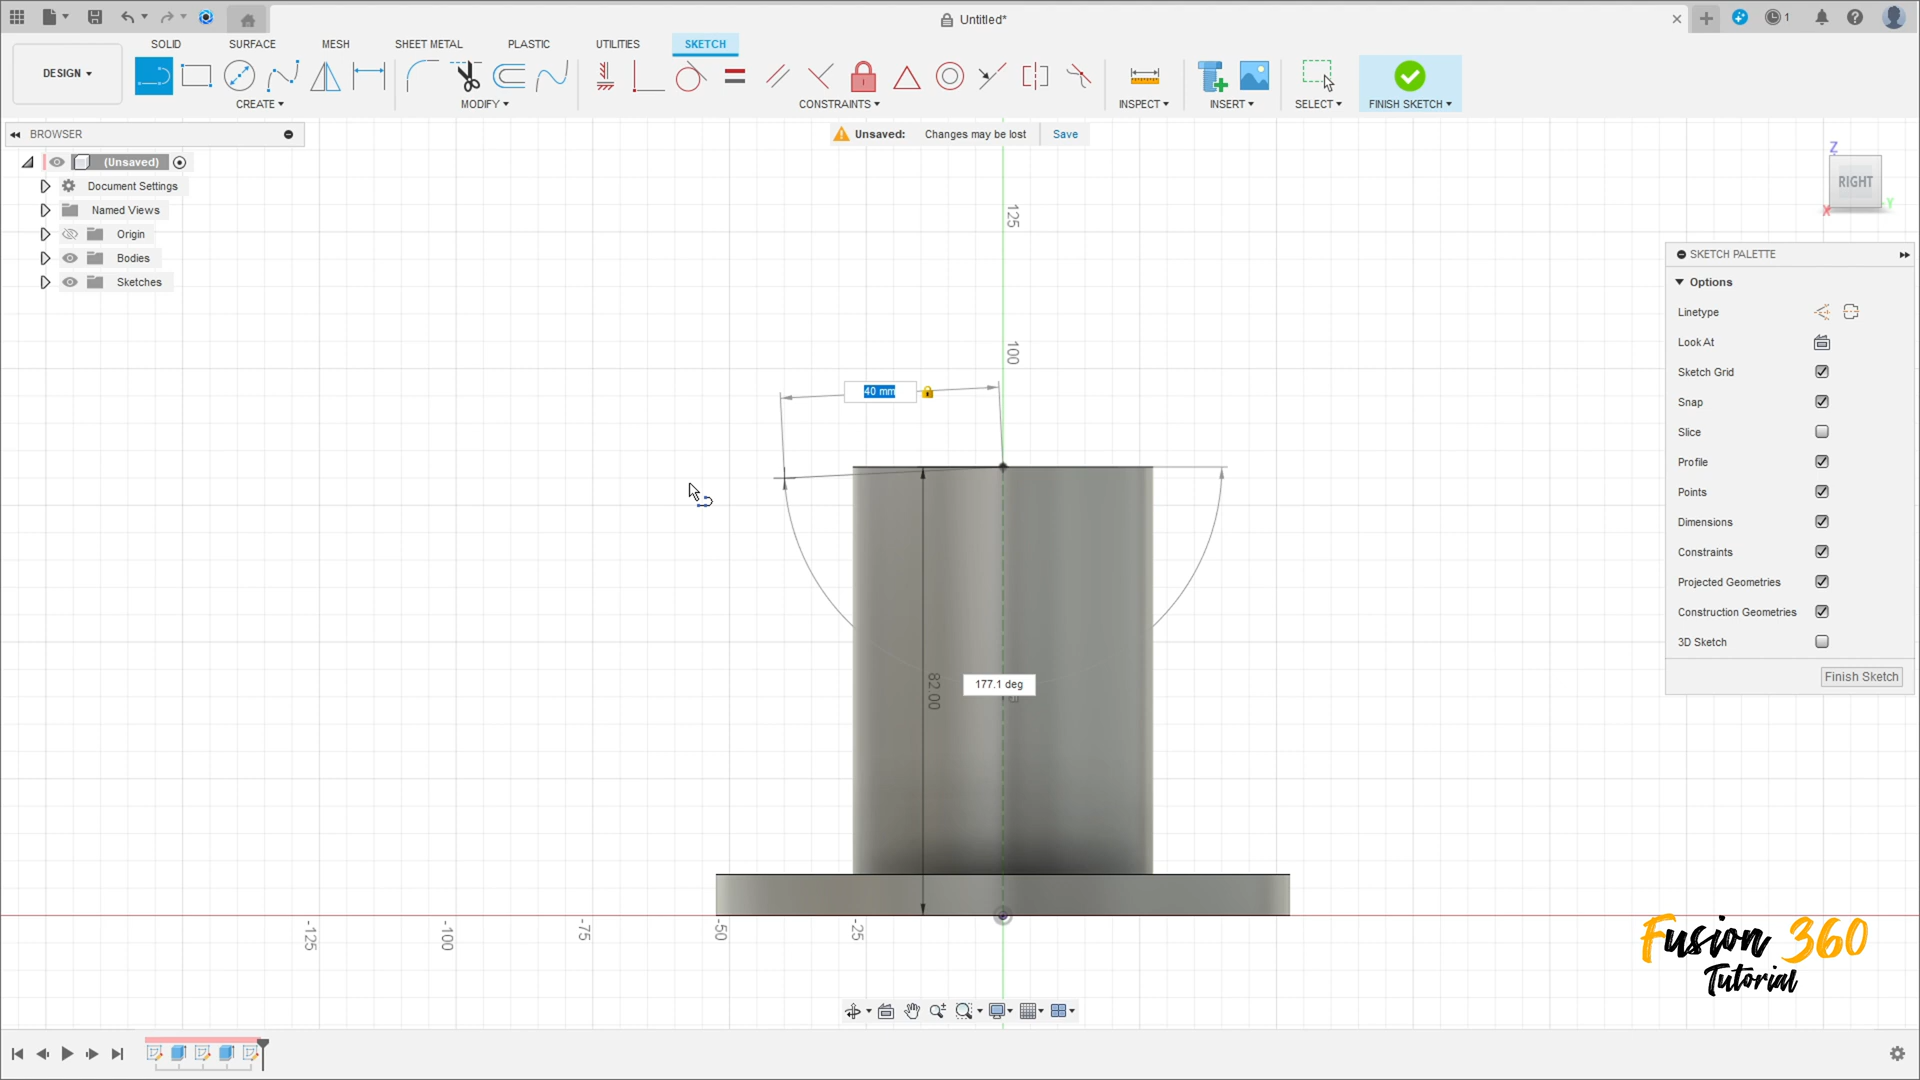 Untitled*
1
SOLID
SURFACE
MESH
SHEET METAL
PLASTIC
UTILITIES
SKETCH
DESIGN
CREATE
MODIFY
CONSTRAINTS
INSPECT
INSERT
SELECT
FINISH SKETCH
BROWSER
Unsaved: Changes may be lost Save
(Unsaved)
Document Settings
Named Views
Origin
Bodies
Sketches
Z
RIGHT
X
Y
SKETCH PALETTE
Options
Linetype
Look At
Sketch Grid
Snap
Slice
Profile
Points
Dimensions
Constraints
Projected Geometries
Construction Geometries
3D Sketch
Finish Sketch
125
100
40 mm
82.00
177.1 deg
-125
-100
-75
-50
-25
Fusion 360
Tutorial